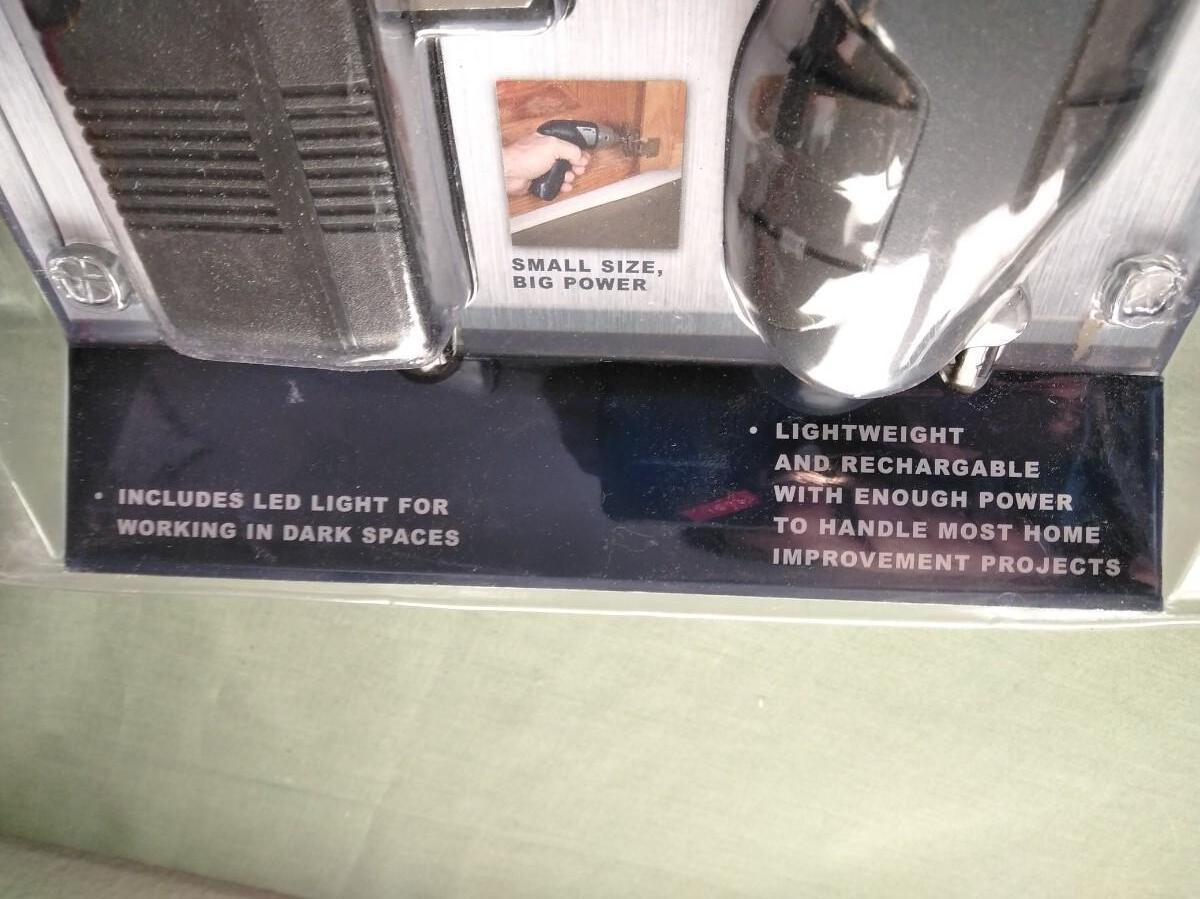 SMALL SIZE,
BIG POWER
• INCLUDES LED LIGHT FOR
WORKING IN DARK SPACES
• LIGHTWEIGHT
AND RECHARGABLE
WITH ENOUGH POWER
TO HANDLE MOST HOME
IMPROVEMENT PROJECTS